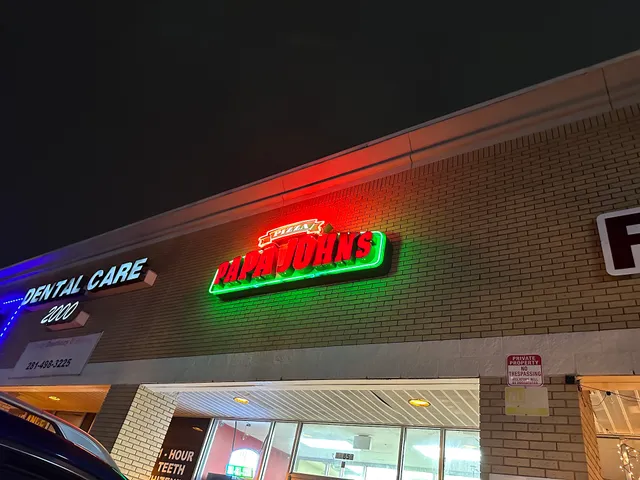 DENTAL CARE
2000
281-498-3225
PIZZA
PAPA JOHNS
PRIVATE
PROPERTY
NO
TRESPASSING
- HOUR
TEETH
F